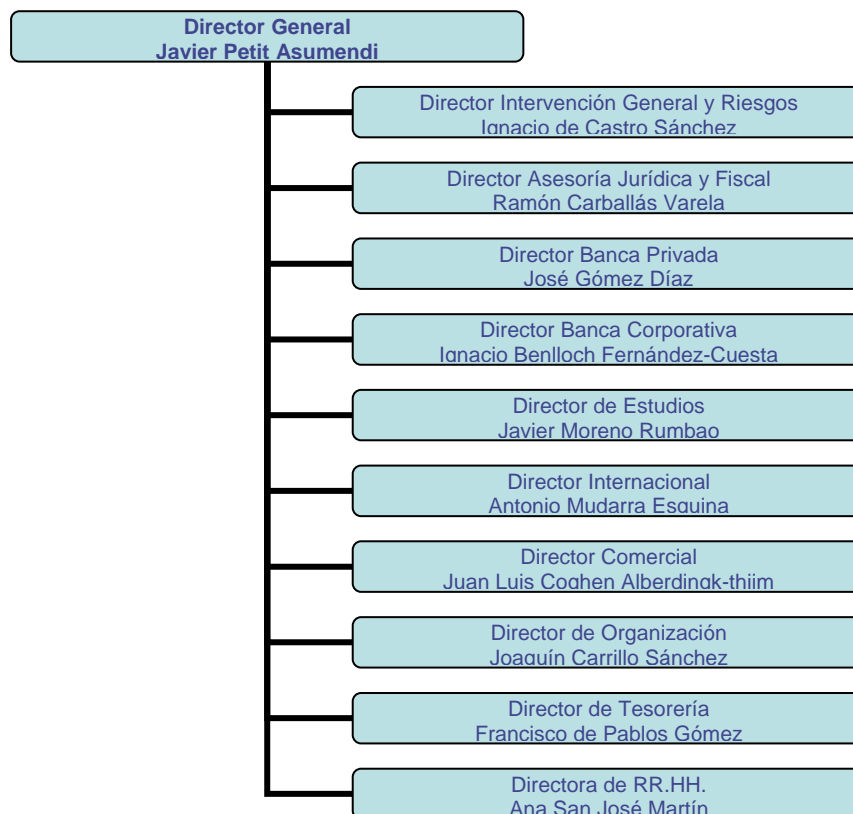 Director General
Javier Petit Asumendi
Director Intervención General y Riesgos
Ignacio de Castro Sánchez
Director Asesoría Jurídica y Fiscal
Ramón Carballás Varela
Director Banca Privada
José Gómez Díaz
Director Banca Corporativa
Ignacio Benlloch Fernández-Cuesta
Director de Estudios
Javier Moreno Rumbao
Director Internacional
Antonio Mudarra Esquina
Director Comercial
Juan Luis Coghen Alberdingk-thijm
Director de Organización
Joaquín Carrillo Sánchez
Director de Tesorería
Francisco de Pablos Gómez
Directora de RR.HH.
Ana San José Martín